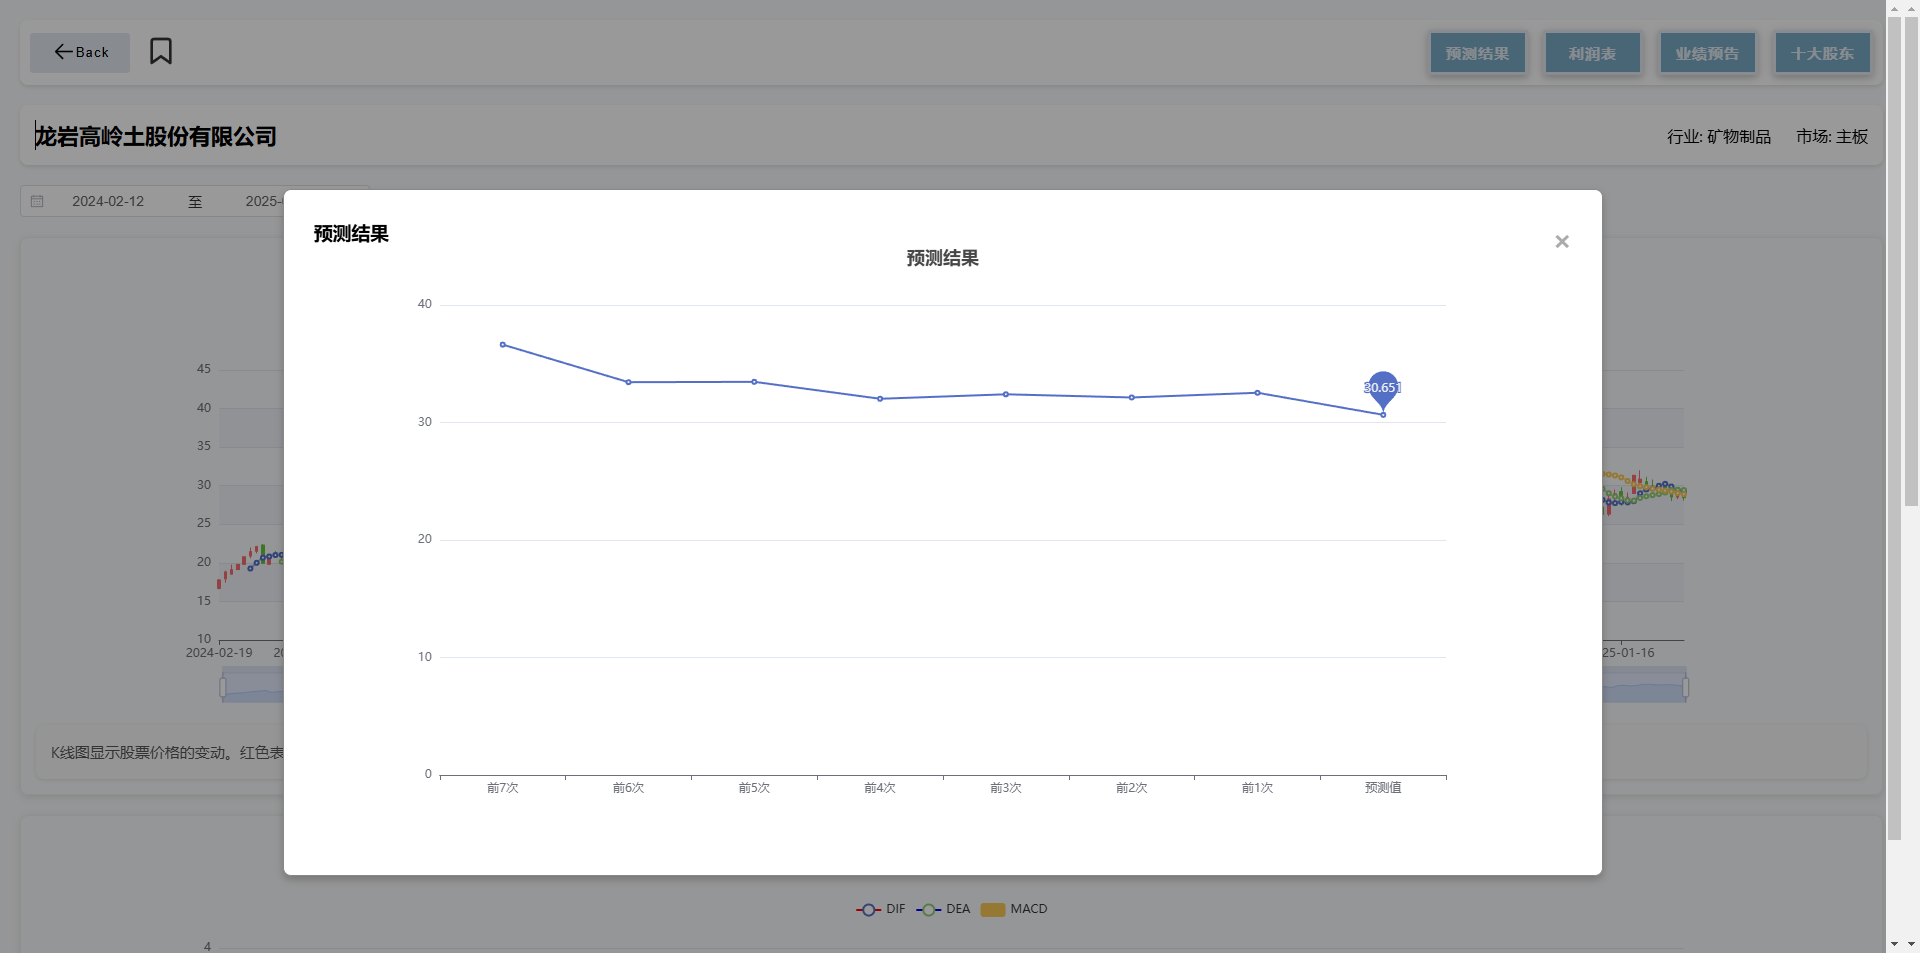 Back
预测结果
利润表
业绩预告
十大股东
龙岩高岭土股份有限公司
行业: 矿物制品
市场: 主板
2024-02-12
至
2025-
预测结果
×
预测结果
40
30
20
10
0
前7次
前6次
前5次
前4次
前3次
前2次
前1次
预测值
30.651
45
40
35
30
25
20
15
10
2024-02-19
20
25-01-16
K线图显示股票价格的变动。红色表
DIF
DEA
MACD
4